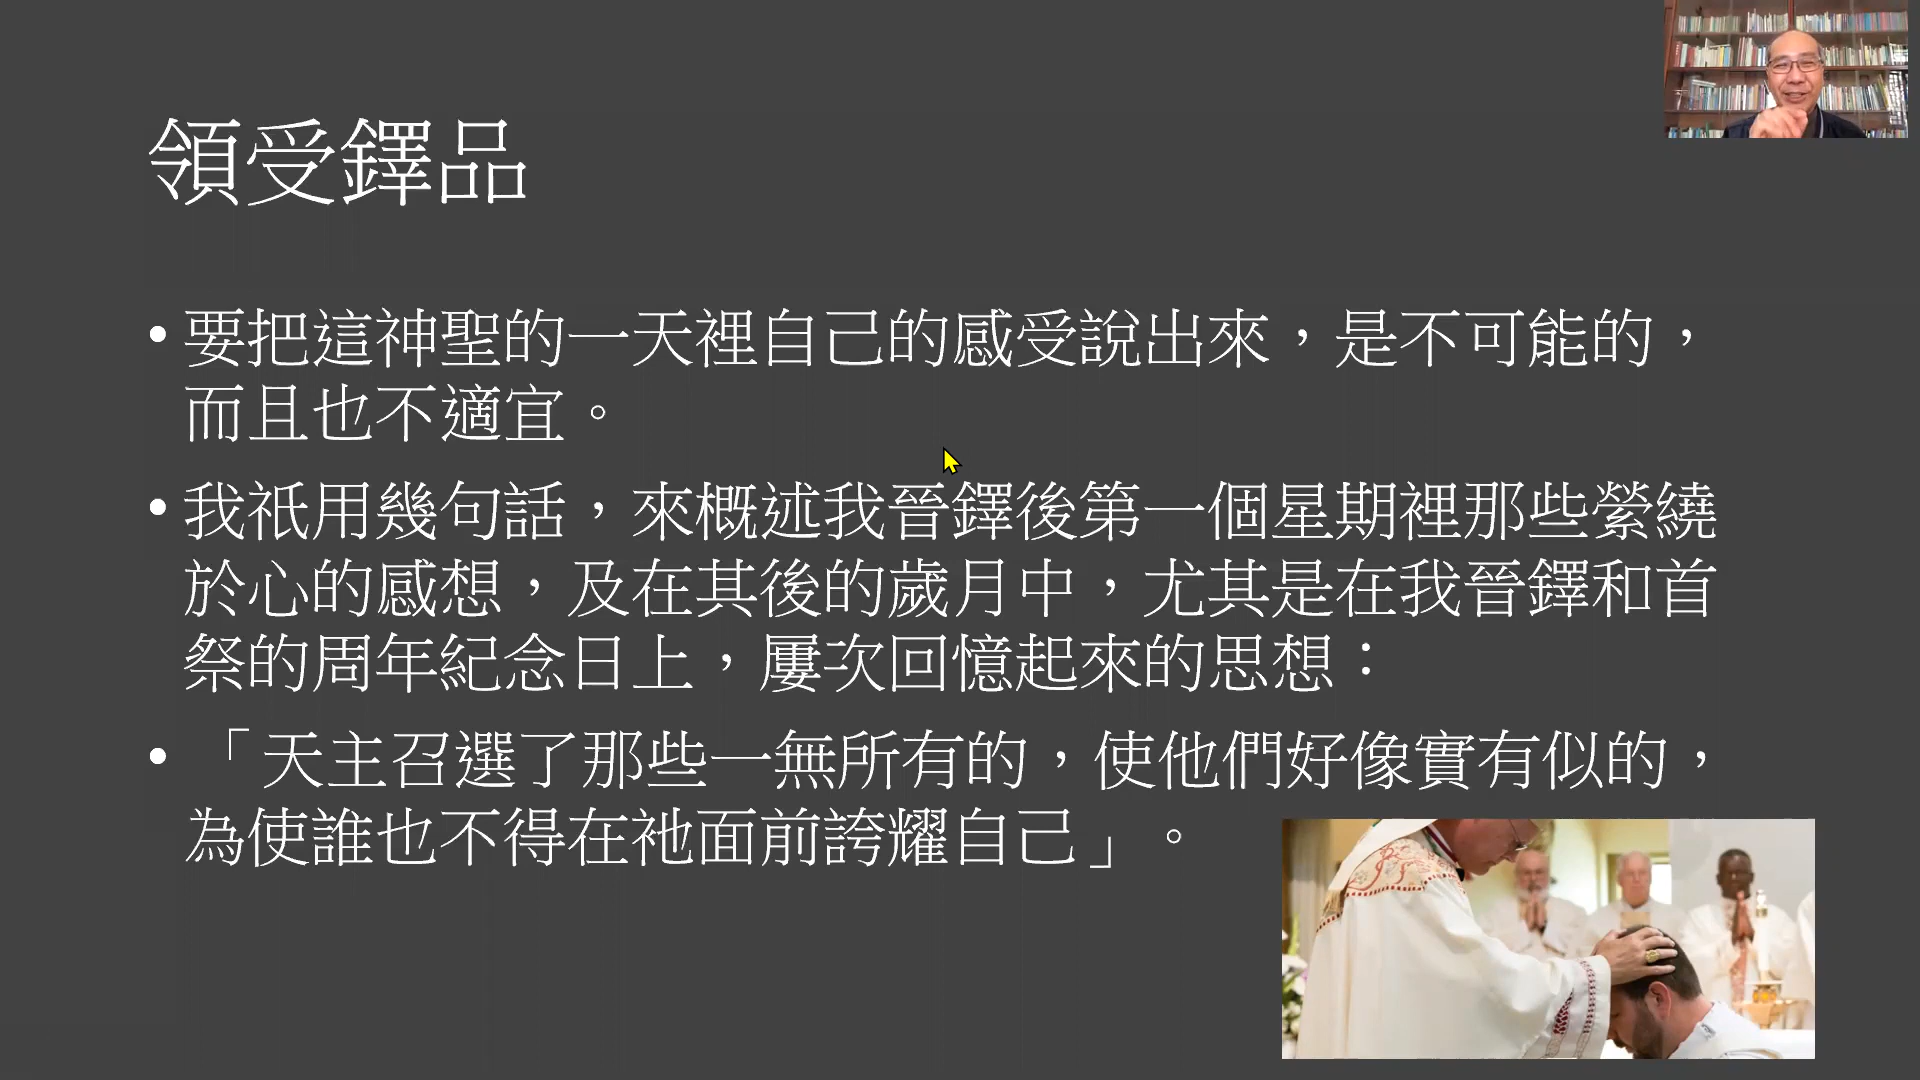 領受鐸品
• 要把這神聖的一天裡自己的感受說出來，是不可能的，
而且也不適宜。
• 我祇用幾句話，來概述我晉鐸後第一個星期裡那些縈繞
於心的感想，及在其後的歲月中，尤其是在我晉鐸和首
祭的周年紀念日上，屢次回憶起來的思想：
• 「天主召選了那些一無所有的，使他們好像實有似的，
為使誰也不得在祂面前誇耀自己」。